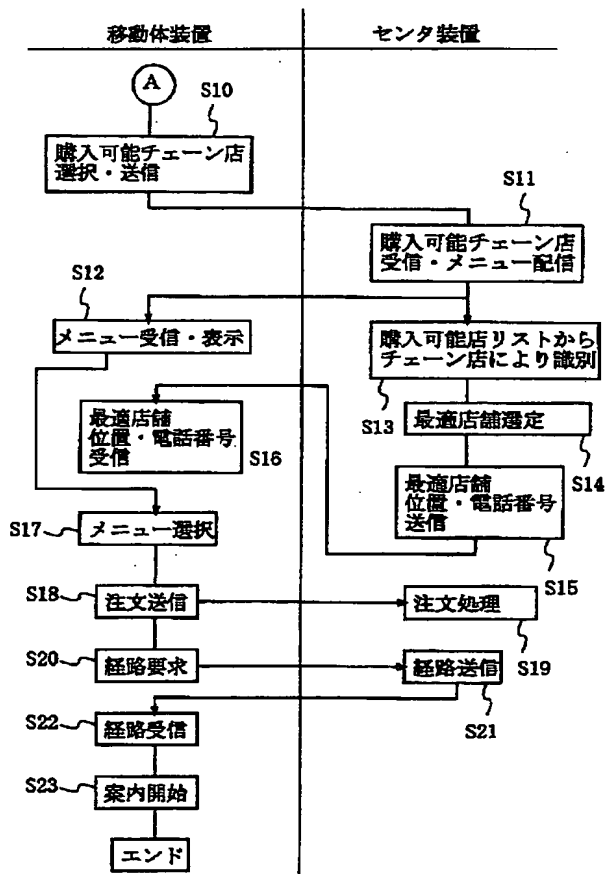 移動体装置
センタ装置
A
S10
購入可能チェーン店
選択・送信
S11
購入可能チェーン店
受信・メニュー配信
S12
メニュー受信・表示
購入可能店リストから
チェーン店により識別
S13
最適店舗選定
S14
最適店舗
位置・電話番号
受信
S16
最適店舗
位置・電話番号
送信
S15
S17
メニュー選択
S18
注文送信
注文処理
S19
S20
経路要求
経路送信
S21
S22
経路受信
S23
案内開始
エンド